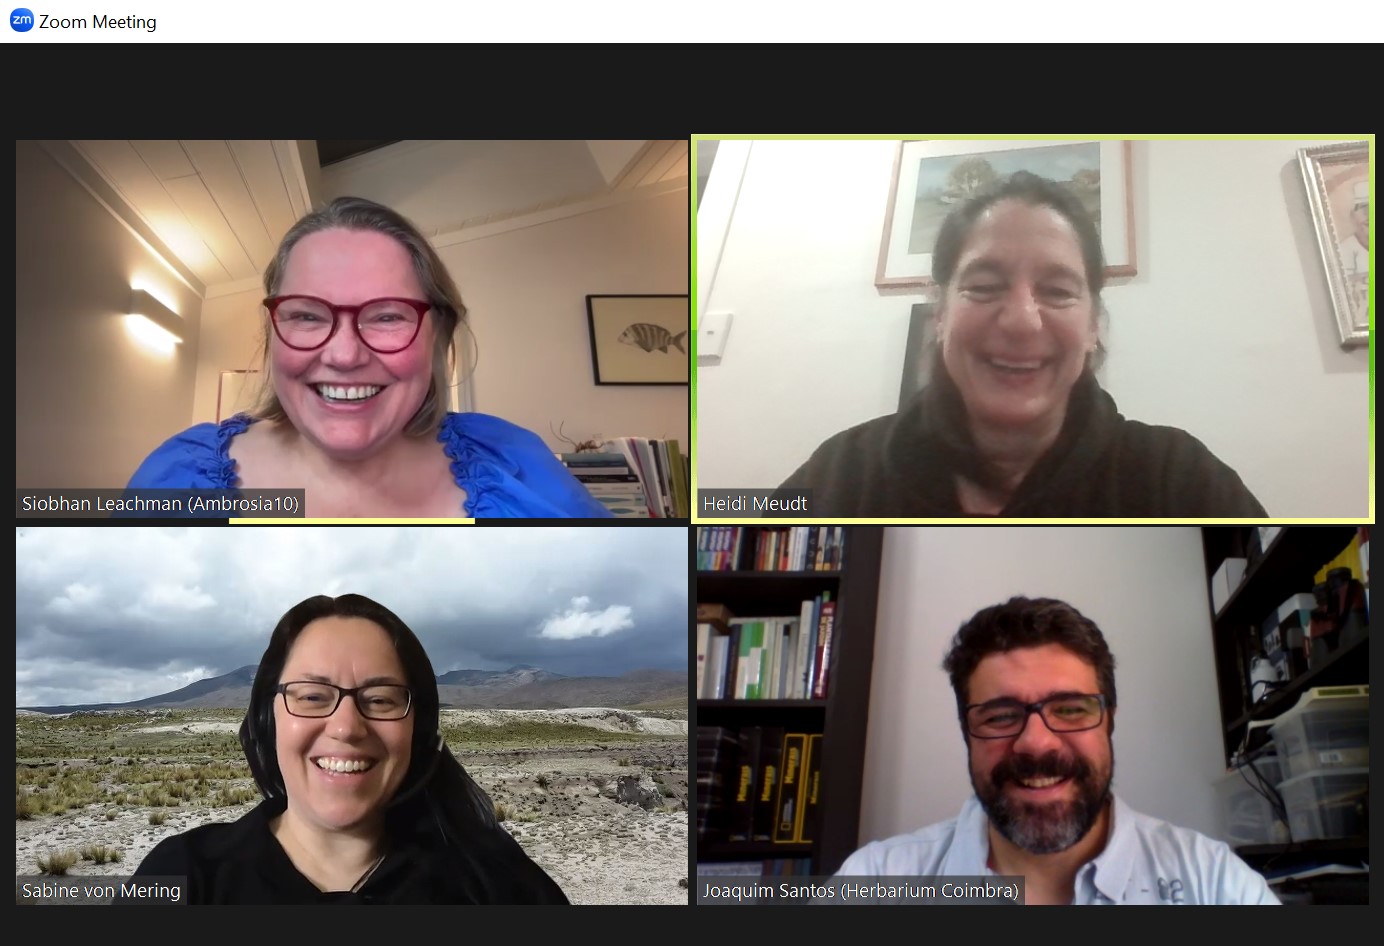 zm Zoom Meeting
Siobhan Leachman (Ambrosia10)
Heidi Meudt
Sabine von Mering
Joaquim Santos (Herbarium Coimbra)